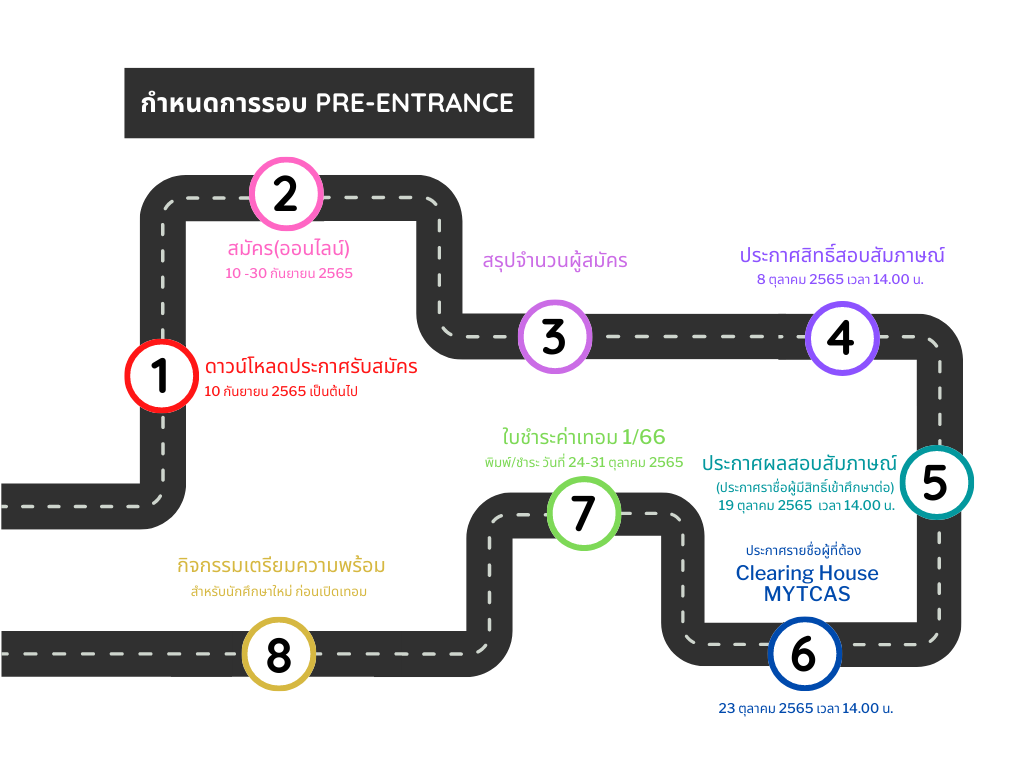 กำหนดการรอบ PRE-ENTRANCE
1
ดาวน์โหลดประกาศรับสมัคร
10 กันยายน 2565 เป็นต้นไป
2
สมัคร(ออนไลน์)
10 -30 กันยายน 2565
สรุปจำนวนผู้สมัคร
3
ประกาศสิทธิ์สอบสัมภาษณ์
8 ตุลาคม 2565 เวลา 14.00 น.
4
ประกาศผลสอบสัมภาษณ์
(ประกาศราชื่อผู้มีสิทธิ์เข้าศึกษาต่อ)
19 ตุลาคม 2565 เวลา 14.00 น.
5
ประกาศรายชื่อผู้ที่ต้อง
Clearing House
MYTCAS
6
23 ตุลาคม 2565 เวลา 14.00 น.
ใบชำระค่าเทอม 1/66
พิมพ์/ชำระ วันที่ 24-31 ตุลาคม 2565
7
กิจกรรมเตรียมความพร้อม
สำหรับนักศึกษาใหม่ ก่อนเปิดเทอม
8